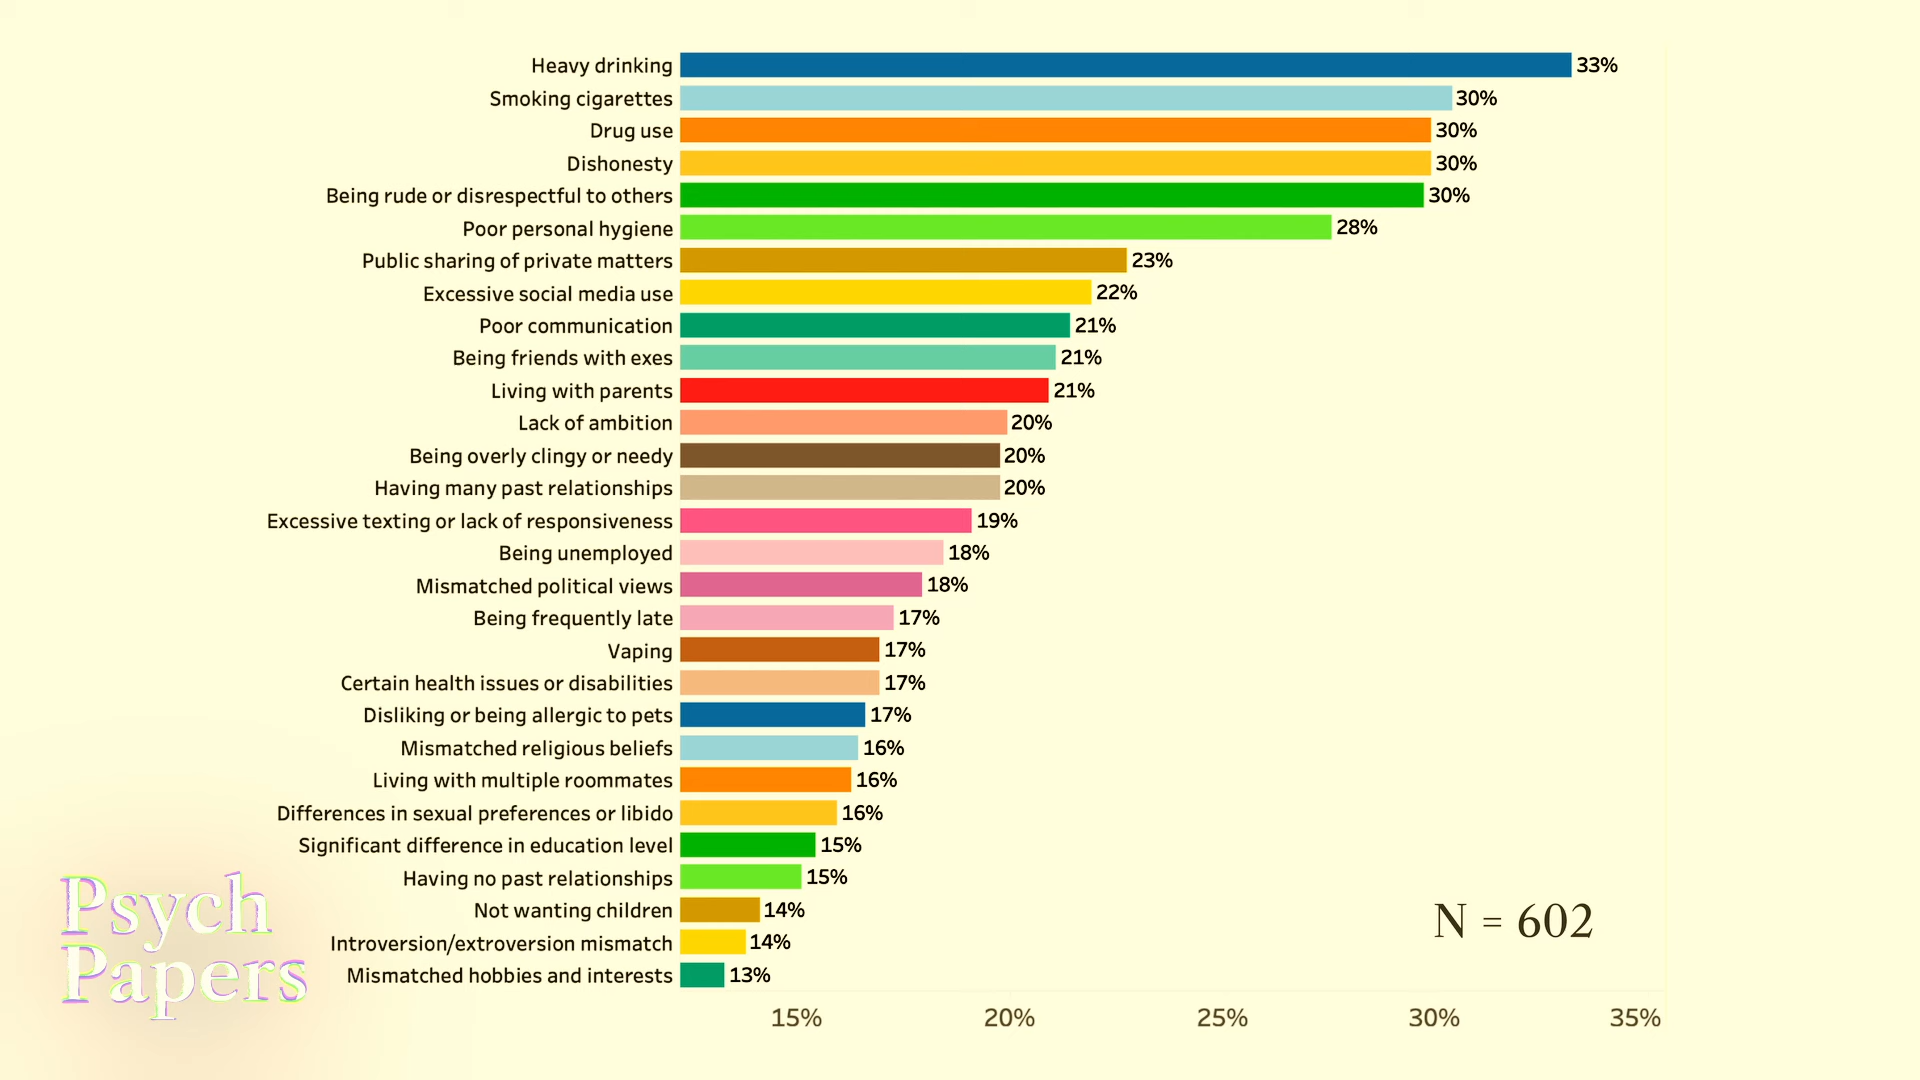 Heavy drinking 33%
Smoking cigarettes 30%
Drug use 30%
Dishonesty 30%
Being rude or disrespectful to others 30%
Poor personal hygiene 28%
Public sharing of private matters 23%
Excessive social media use 22%
Poor communication 21%
Being friends with exes 21%
Living with parents 21%
Lack of ambition 20%
Being overly clingy or needy 20%
Having many past relationships 20%
Excessive texting or lack of responsiveness 19%
Being unemployed 18%
Mismatched political views 18%
Being frequently late 17%
Vaping 17%
Certain health issues or disabilities 17%
Disliking or being allergic to pets 17%
Mismatched religious beliefs 16%
Living with multiple roommates 16%
Differences in sexual preferences or libido 16%
Significant difference in education level 15%
Having no past relationships 15%
Not wanting children 14%
Introversion/extroversion mismatch 14%
Mismatched hobbies and interests 13%
15% 20% 25% 30% 35%
N = 602
Psych
Papers